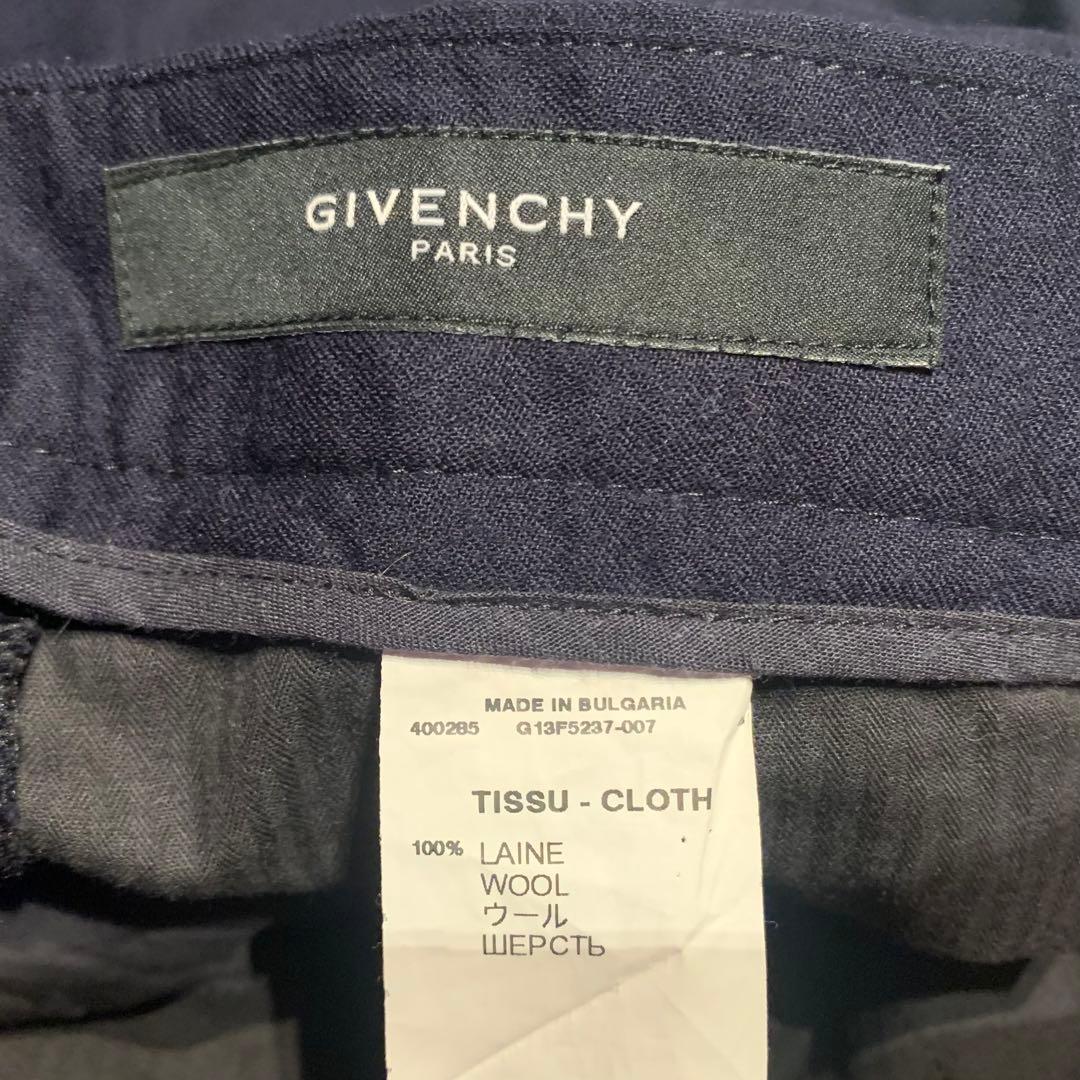 GIVENCHY
PARIS
MADE IN BULGARIA
400285 G13F5237-007
TISSU - CLOTH
100% LAINE
WOOL
ウール
ШЕРСТЬ